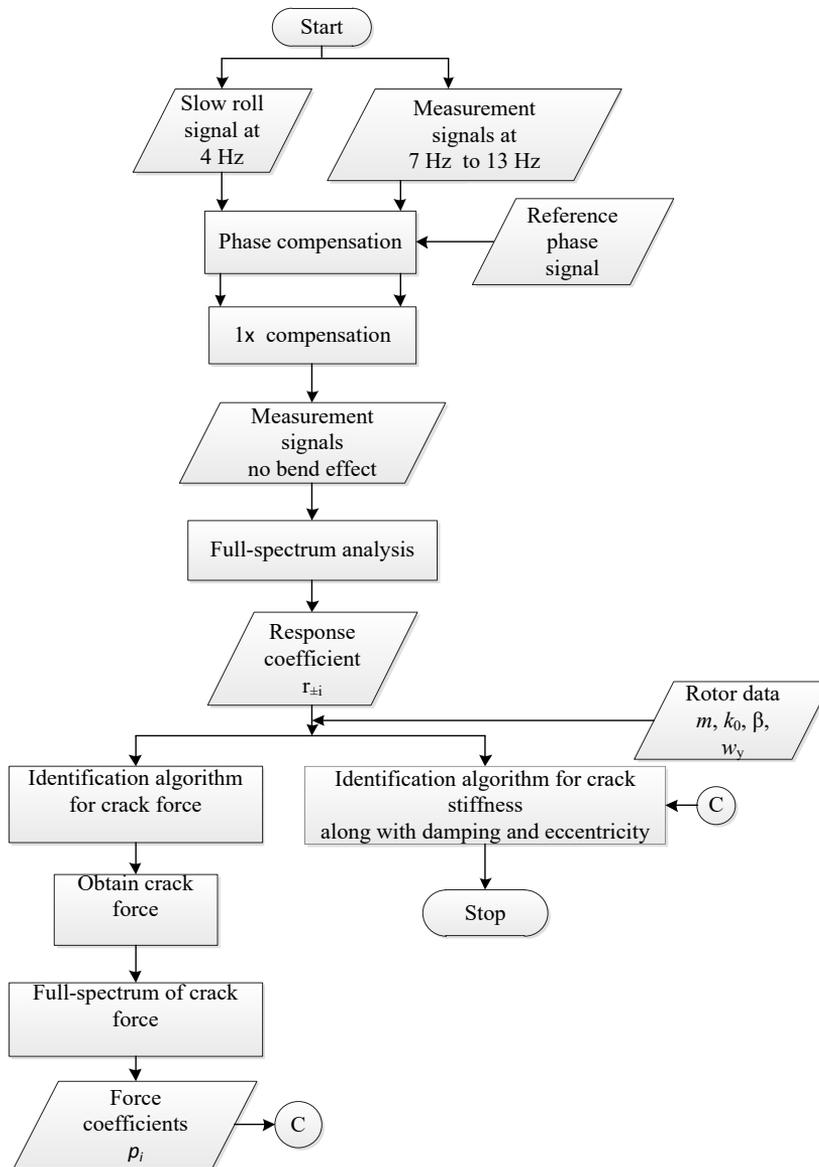 Start
Slow roll
signal at
4 Hz
Measurement
signals at
7 Hz to 13 Hz
Phase compensation
Reference
phase
signal
1x compensation
Measurement
signals
no bend effect
Full-spectrum analysis
Response
coefficient
r±i
Rotor data
m, k0, β,
wy
Identification algorithm
for crack force
Identification algorithm for crack
stiffness
along with damping and eccentricity
C
Obtain crack
force
Stop
Full-spectrum of crack
force
Force
coefficients
pi
C